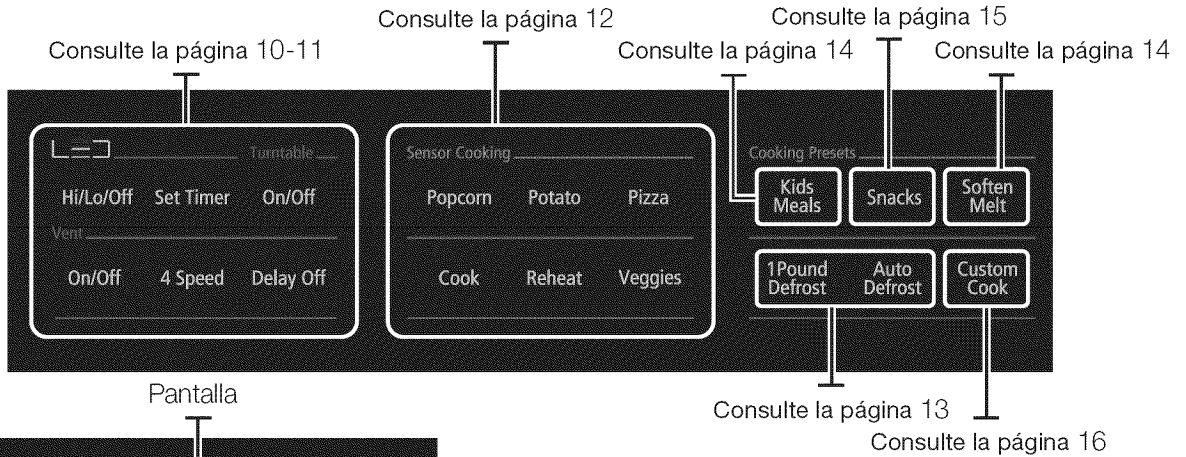 Consulte la página 12
Consulte la página 15
Consulte la página 10-11
Consulte la página 14
Consulte la página 14
LED
Turntable
Sensor Cooking
Cooking Presets
Hi/Lo/Off Set Timer On/Off
Popcorn Potato Pizza
Kids
Meals
Snacks
Soften
Melt
Vent
On/Off 4 Speed Delay Off
Cook Reheat Veggies
1Pound
Defrost
Auto
Defrost
Custom
Cook
Pantalla
Consulte la página 13
Consulte la página 16